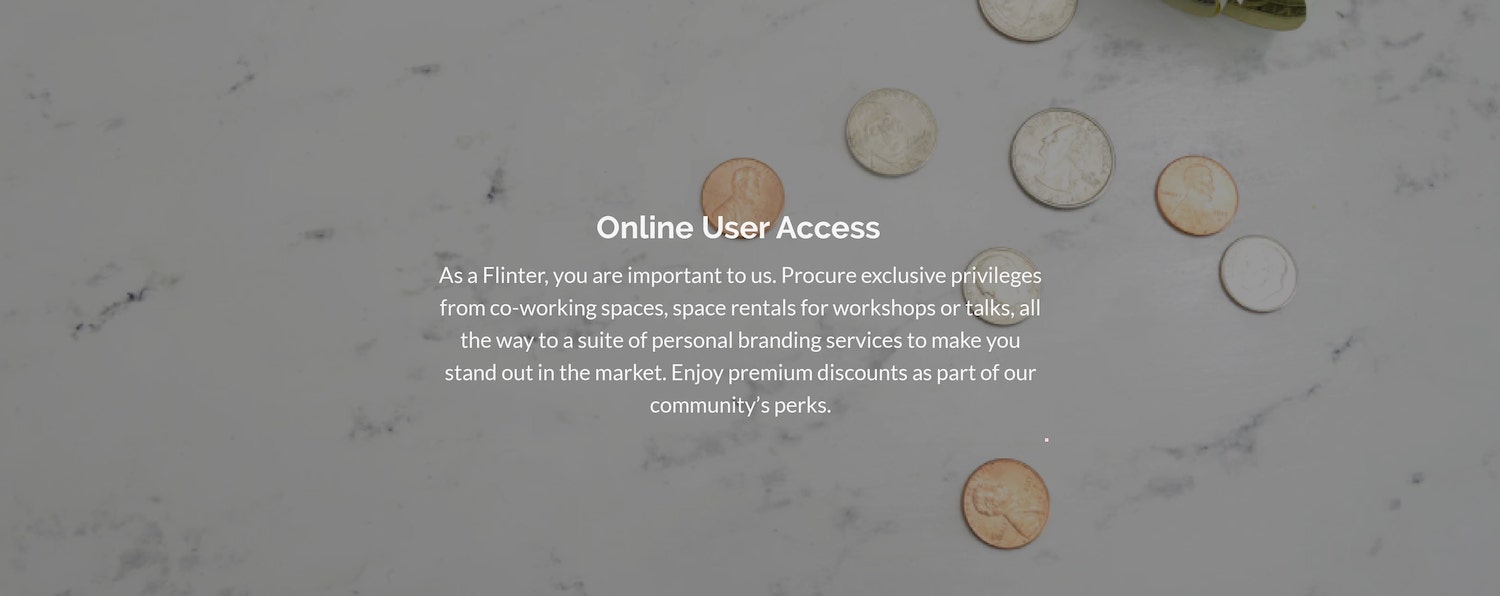 Online User Access
As a Flinter, you are important to us. Procure exclusive privileges
from co-working spaces, space rentals for workshops or talks, all
the way to a suite of personal branding services to make you
stand out in the market. Enjoy premium discounts as part of our
community’s perks.